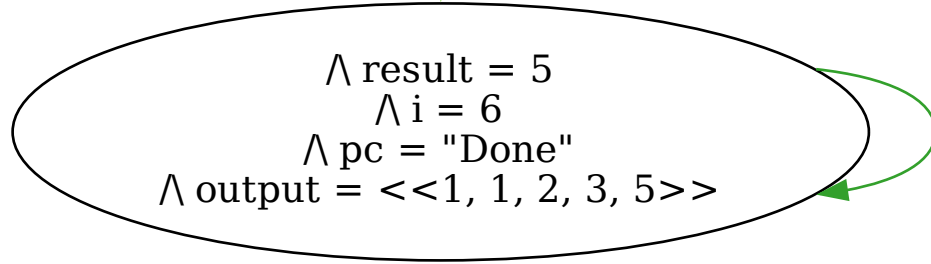 /\ result = 5
/\ i = 6
/\ pc = "Done"
/\ output = <<1, 1, 2, 3, 5>>